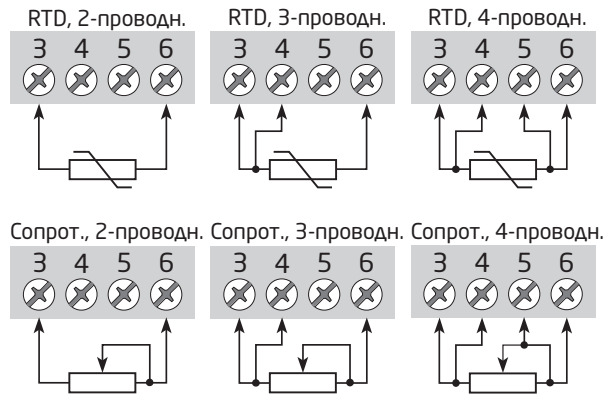 RTD, 2-проводн. RTD, 3-проводн. RTD, 4-проводн.
3 4 5 6 3 4 5 6 3 4 5 6
Сопрот., 2-проводн. Сопрот., 3-проводн. Сопрот., 4-проводн.
3 4 5 6 3 4 5 6 3 4 5 6